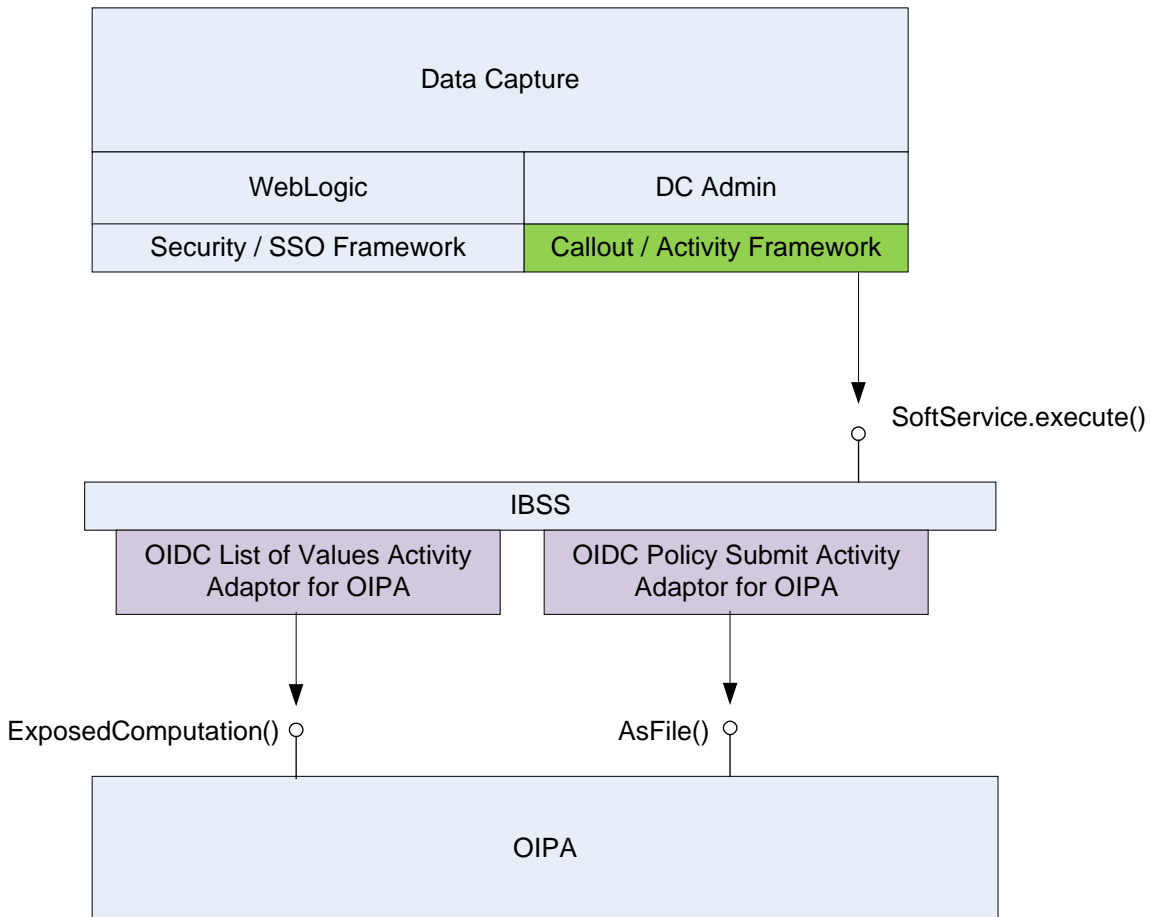 Data Capture
WebLogic
DC Admin
Security / SSO Framework
Callout / Activity Framework
SoftService.execute()
IBSS
OIDC List of Values Activity
Adaptor for OIPA
OIDC Policy Submit Activity
Adaptor for OIPA
ExposedComputation()
AsFile()
OIPA